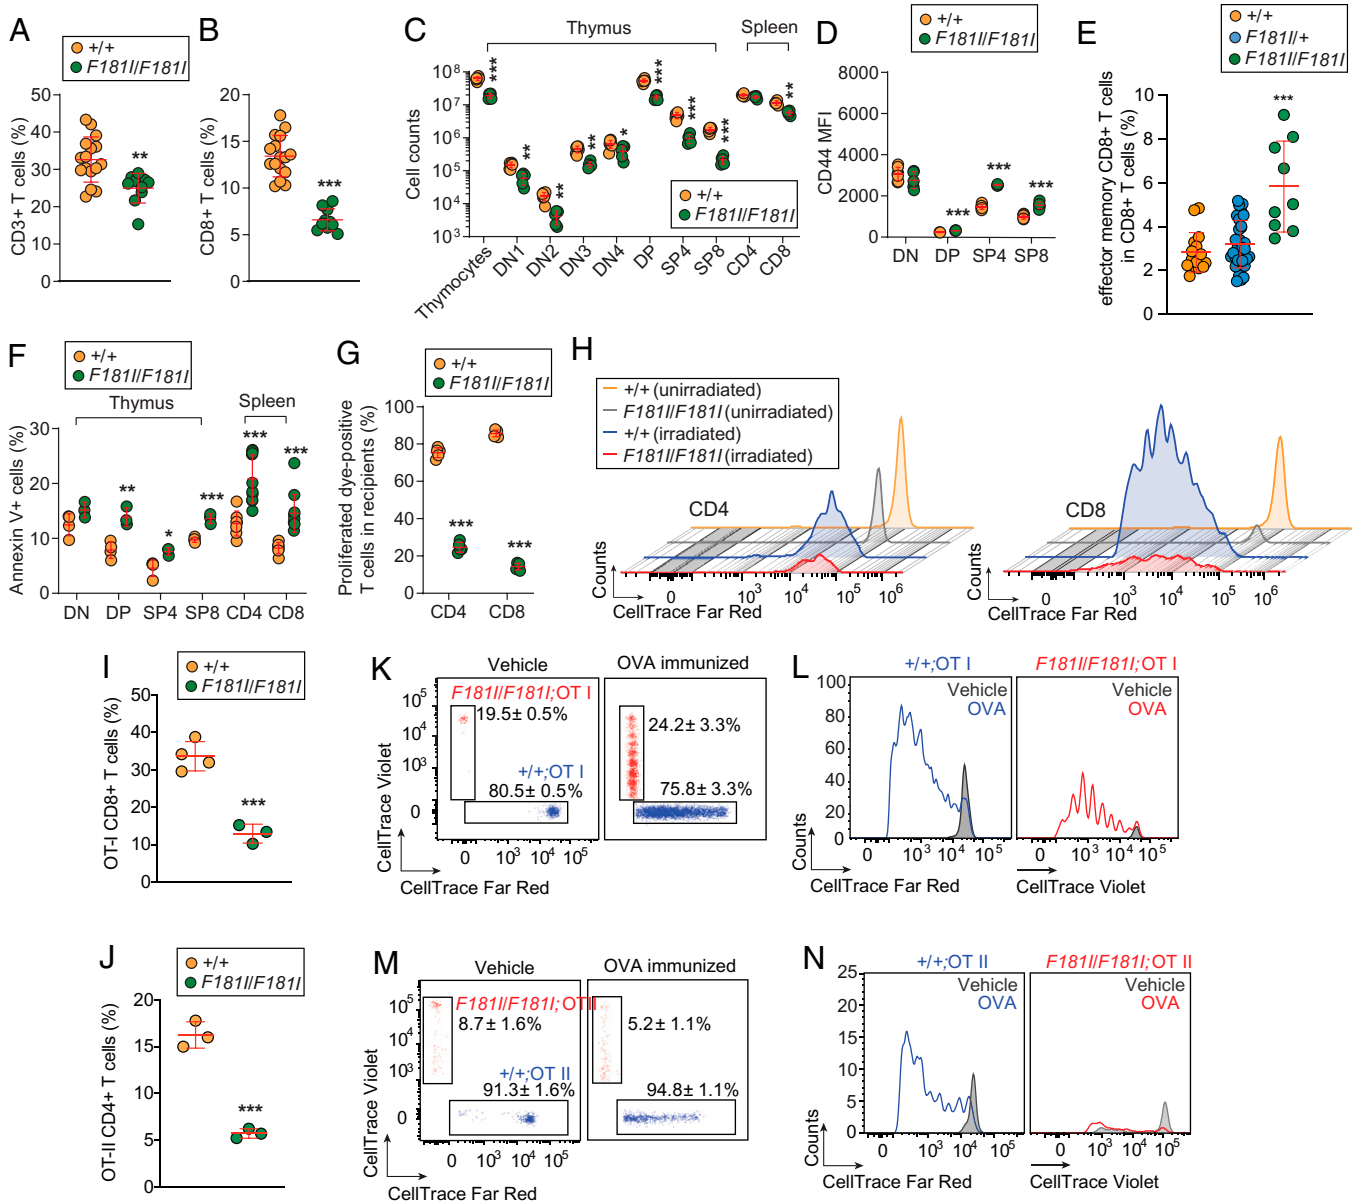 A
+/+
F181I/F181I
CD3+ T cells (%)
50
40
30
20
10
0
**
B
CD8+ T cells (%)
20
15
10
5
0
***
C
Thymus
Spleen
Cell counts
10^8
10^7
10^6
10^5
10^4
10^3
*** ** ** ** * *** *** *** **
+/+
F181I/F181I
Thymocytes DN1 DN2 DN3 DN4 DP SP4 SP8 CD4 CD8
D
+/+
F181I/F181I
CD44 MFI
8000
6000
4000
2000
0
*** *** ***
DN DP SP4 SP8
E
+/+
F181I/+
F181I/F181I
effector memory CD8+ T cells
in CD8+ T cells (%)
10
8
6
4
2
0
***
F
+/+
F181I/F181I
Thymus
Spleen
Annexin V+ cells (%)
30
20
10
0
** * *** *** ***
DN DP SP4 SP8 CD4 CD8
G
+/+
F181I/F181I
Proliferated dye-positive
T cells in recipients (%)
100
80
60
40
20
0
*** ***
CD4 CD8
H
+/+ (unirradiated)
F181I/F181I (unirradiated)
+/+ (irradiated)
F181I/F181I (irradiated)
CD4
Counts
0 10^3 10^4 10^5 10^6
CellTrace Far Red
CD8
Counts
0 10^3 10^4 10^5 10^6
CellTrace Far Red
I
+/+
F181I/F181I
OT-I CD8+ T cells (%)
50
40
30
20
10
0
***
K
Vehicle
OVA immunized
CellTrace Violet
10^5
10^4
10^3
0
F181I/F181I;OT I
19.5± 0.5%
+/+;OT I
80.5± 0.5%
24.2± 3.3%
75.8± 3.3%
0 10^3 10^4 10^5
CellTrace Far Red
L
+/+;OT I
F181I/F181I;OT I
Vehicle
OVA
Vehicle
OVA
Counts
100
80
60
40
20
0
0 10^3 10^4 10^5
0 10^3 10^4 10^5
CellTrace Far Red
CellTrace Violet
J
+/+
F181I/F181I
OT-II CD4+ T cells (%)
20
15
10
5
0
***
M
Vehicle
OVA immunized
CellTrace Violet
10^5
10^4
10^3
0
F181I/F181I;OTII
8.7± 1.6%
+/+;OT II
91.3± 1.6%
5.2± 1.1%
94.8± 1.1%
0 10^3 10^4 10^5
CellTrace Far Red
N
+/+;OT II
F181I/F181I;OT II
Vehicle
OVA
Vehicle
OVA
Counts
25
20
15
10
5
0
0 10^3 10^4 10^5
0 10^3 10^4 10^5
CellTrace Far Red
CellTrace Violet